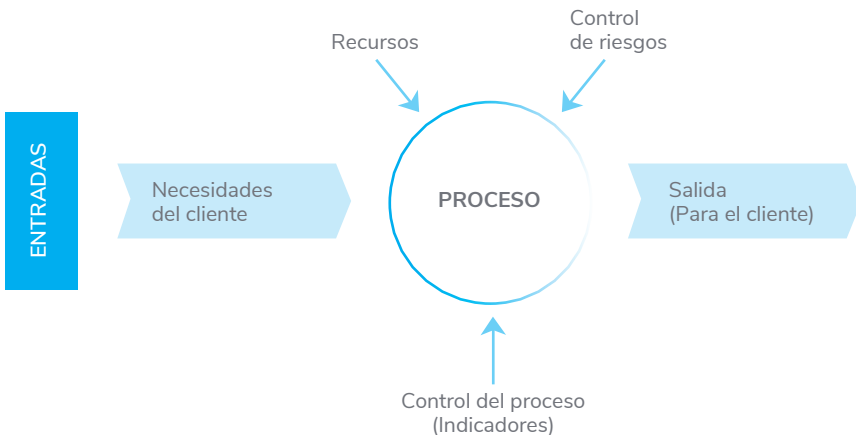 Control
de riesgos
Recursos
ENTRADAS
Necesidades
del cliente
PROCESO
Salida
(Para el cliente)
Control del proceso
(Indicadores)